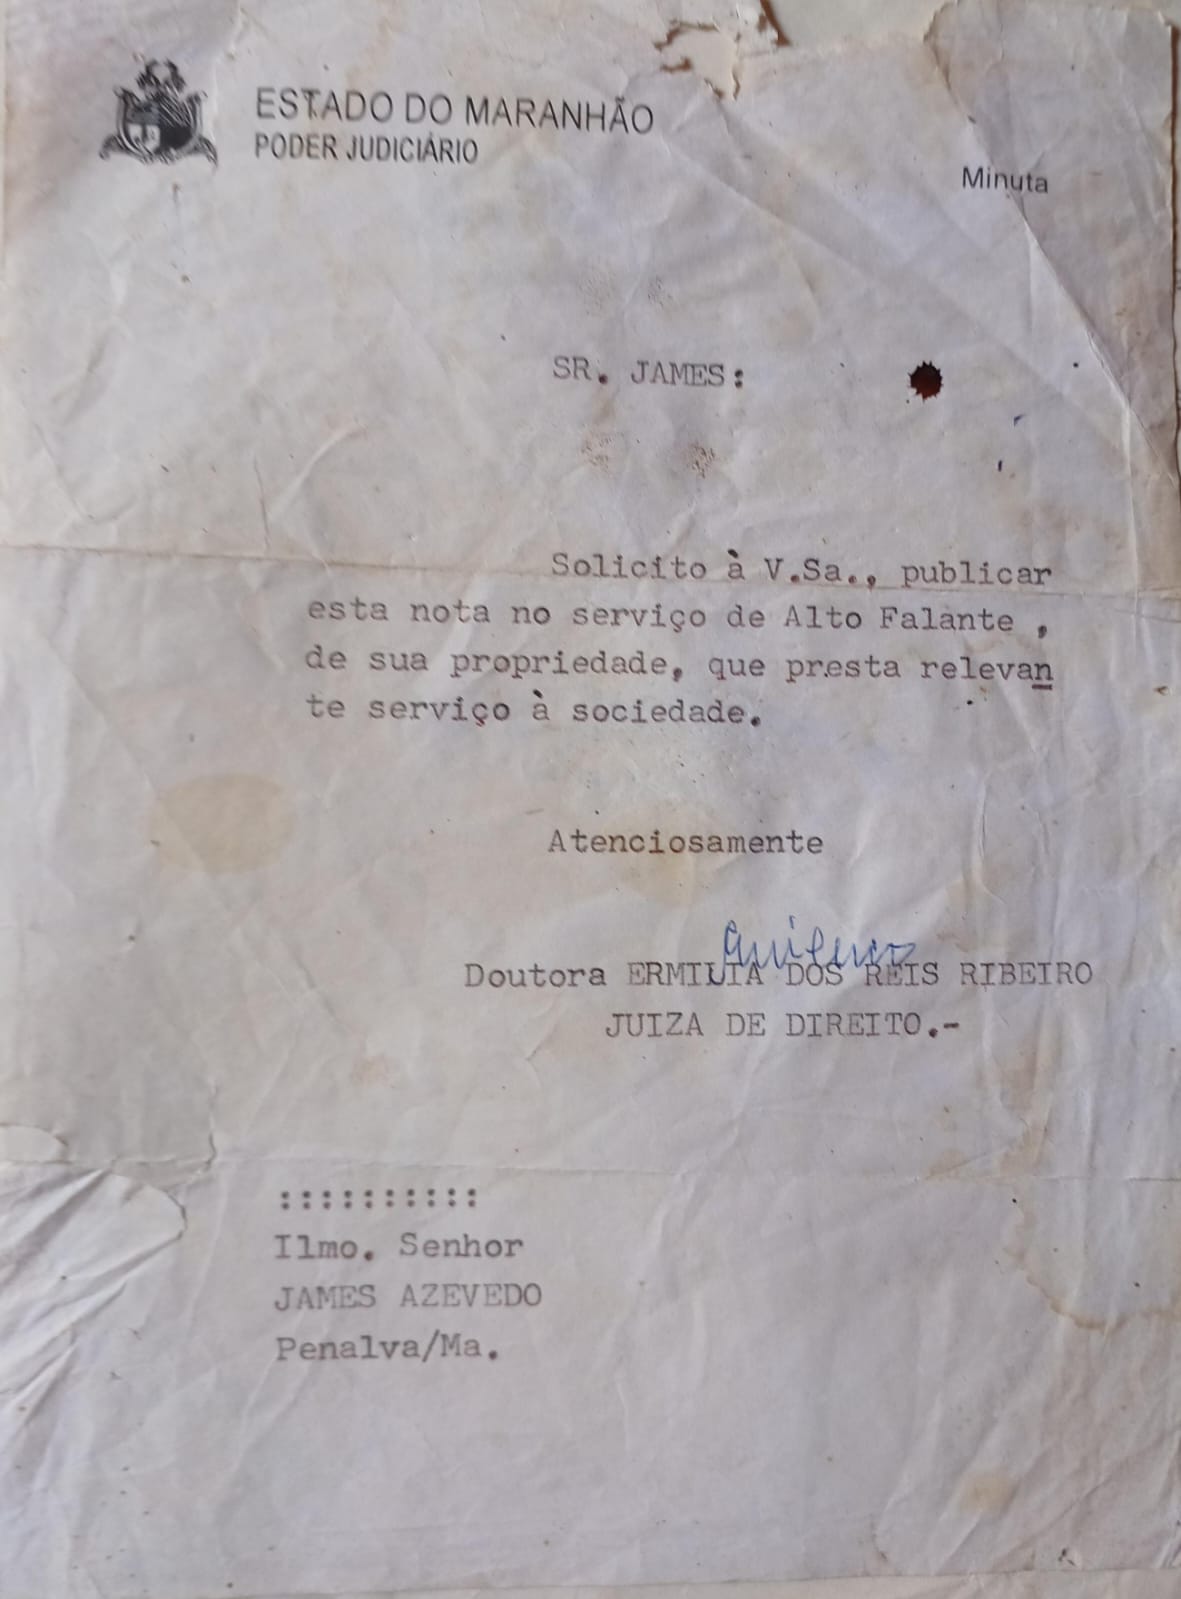 ESTADO DO MARANHÃO
PODER JUDICIÁRIO
Minuta
SR. JAMES:
Solicito à V.Sa., publicar
esta nota no serviço de Alto Falante ,
de sua propriedade, que presta relevan
te serviço à sociedade.
Atenciosamente
Doutora ERMILIA DOS REIS RIBEIRO
JUIZA DE DIREITO.-
::::::::::
Ilmo. Senhor
JAMES AZEVEDO
Penalva/Ma.